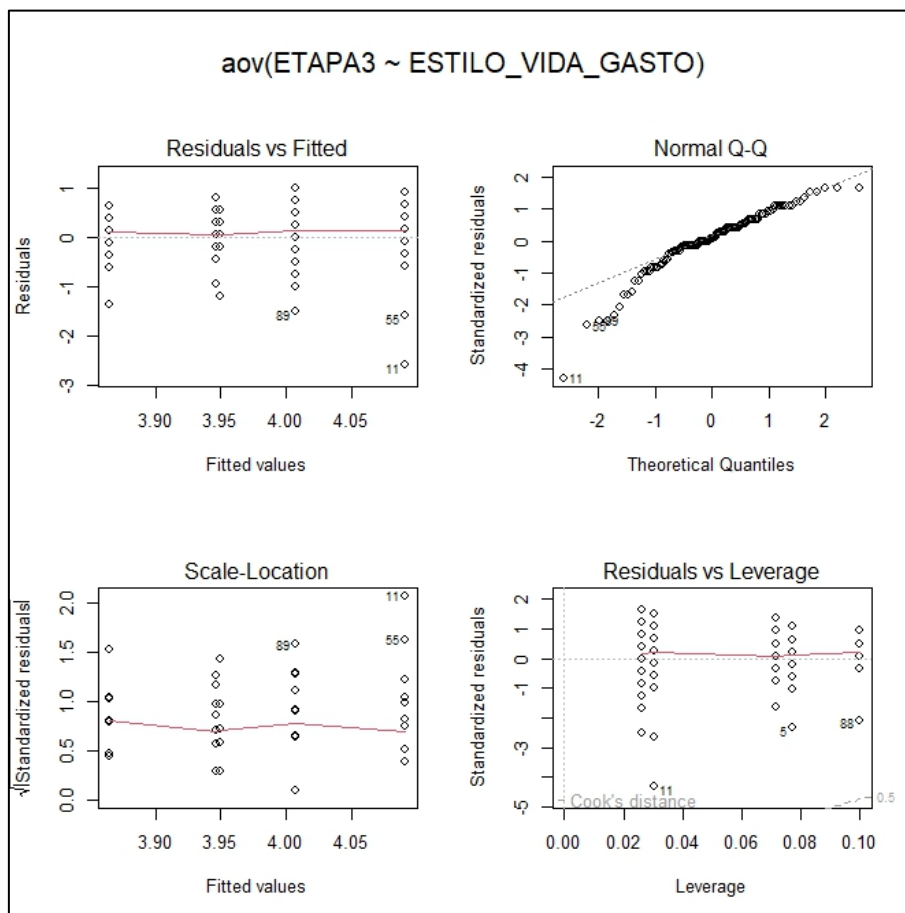 aov(ETAPA3 ~ ESTILO_VIDA_GASTO)
Residuals vs Fitted
Residuals
1
0
-1
-2
-3
89
55
11
3.90 3.95 4.00 4.05
Fitted values
Normal Q-Q
Standardized residuals
2
1
0
-1
-2
-3
-4
11
-2 -1 0 1 2
Theoretical Quantiles
Scale-Location
√|Standardized residuals|
2.0
1.5
1.0
0.5
0.0
11
89
55
3.90 3.95 4.00 4.05
Fitted values
Residuals vs Leverage
Standardized residuals
2
1
0
-1
-3
-5
5
88
11
Cook's distance
0.5
0.00 0.02 0.04 0.06 0.08 0.10
Leverage